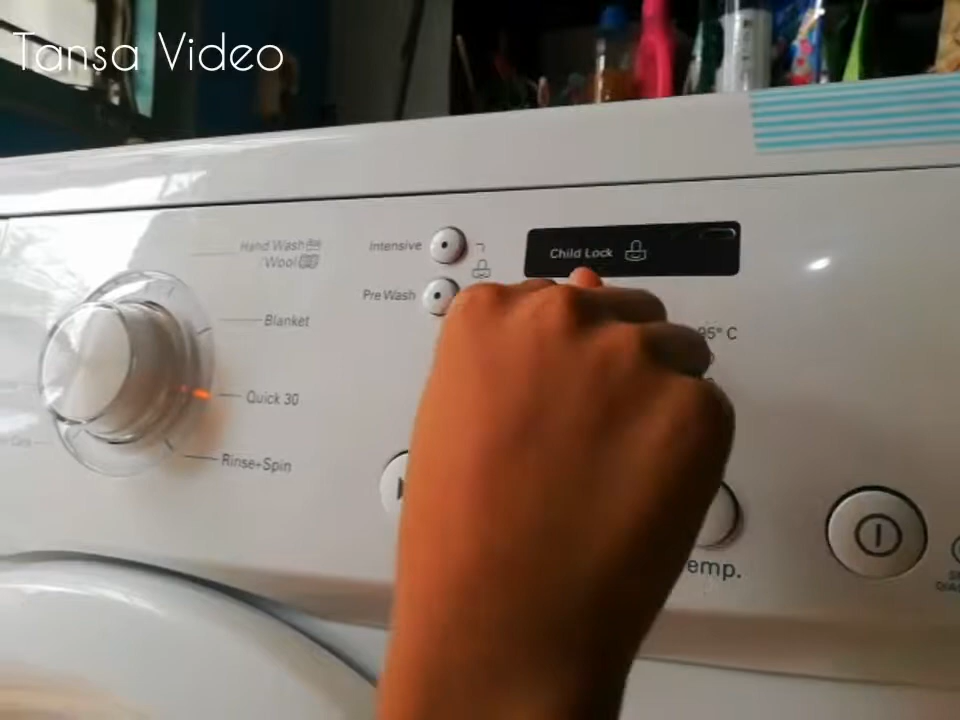 Tansa Video
Hand Wash
Wool
Intensive
Child Lock
Pre Wash
Blanket
95° C
Quick 30
Rinse+Spin
emp.